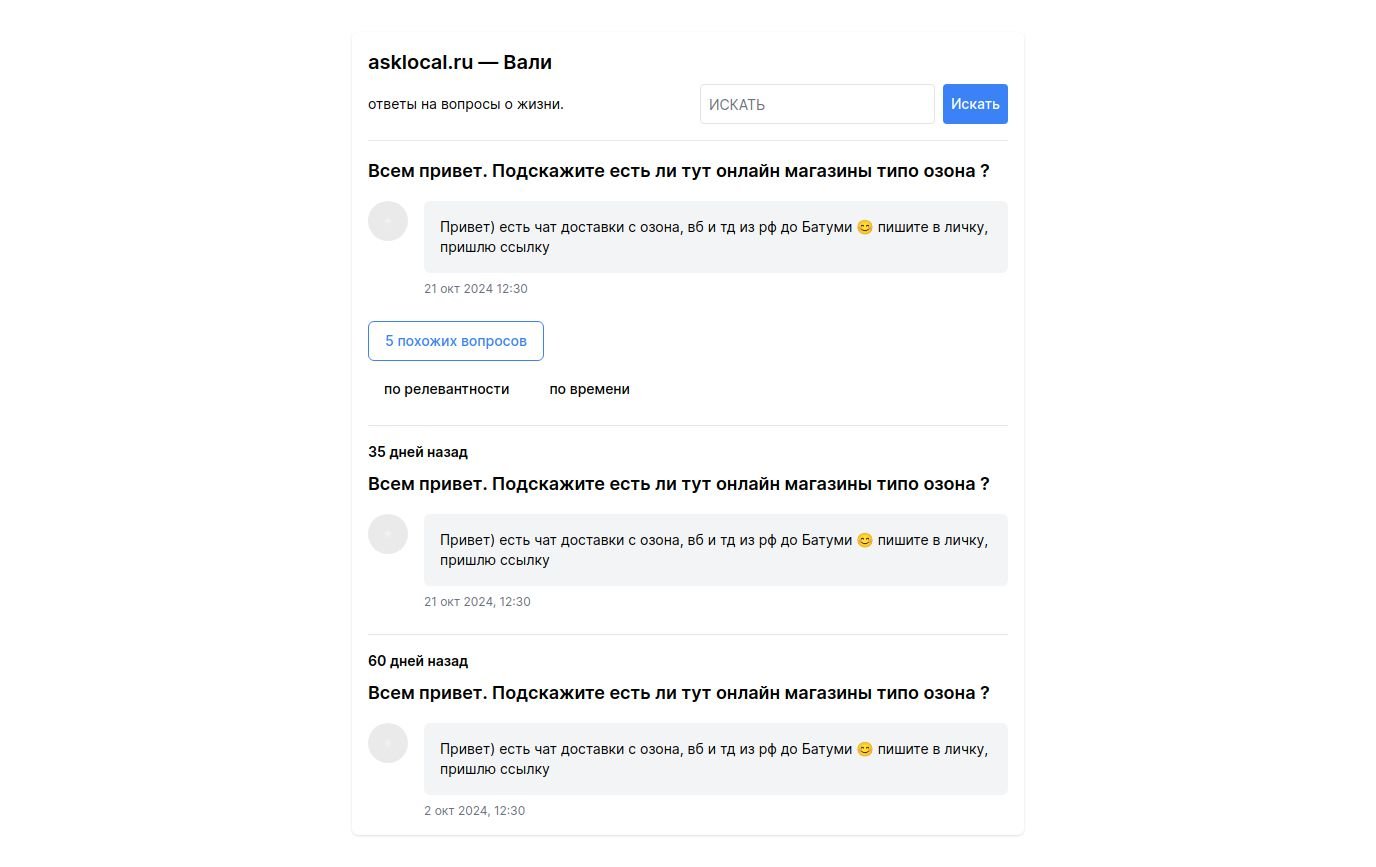 asklocal.ru — Вали
ответы на вопросы о жизни.
ИСКАТЬ
Искать
Всем привет. Подскажите есть ли тут онлайн магазины типо озона ?
Привет) есть чат доставки с озона, вб и тд из рф до Батуми 😊 пишите в личку,
пришлю ссылку
21 окт 2024 12:30
5 похожих вопросов
по релевантности
по времени
35 дней назад
Всем привет. Подскажите есть ли тут онлайн магазины типо озона ?
Привет) есть чат доставки с озона, вб и тд из рф до Батуми 😊 пишите в личку,
пришлю ссылку
21 окт 2024, 12:30
60 дней назад
Всем привет. Подскажите есть ли тут онлайн магазины типо озона ?
Привет) есть чат доставки с озона, вб и тд из рф до Батуми 😊 пишите в личку,
пришлю ссылку
2 окт 2024, 12:30